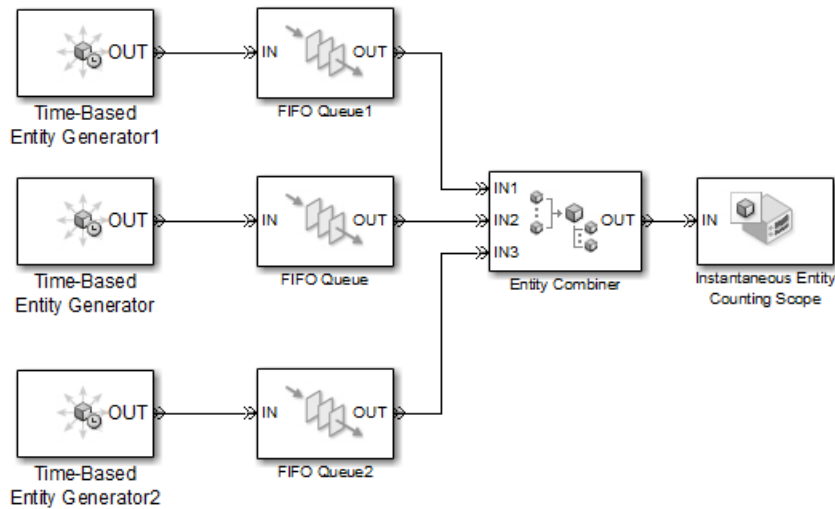 OUT
IN OUT
Time-Based
Entity Generator1
FIFO Queue1
OUT
IN OUT
Time-Based
Entity Generator
FIFO Queue
IN1
IN2 OUT
IN3
Entity Combiner
IN
Instantaneous Entity
Counting Scope
OUT
IN OUT
Time-Based
Entity Generator2
FIFO Queue2